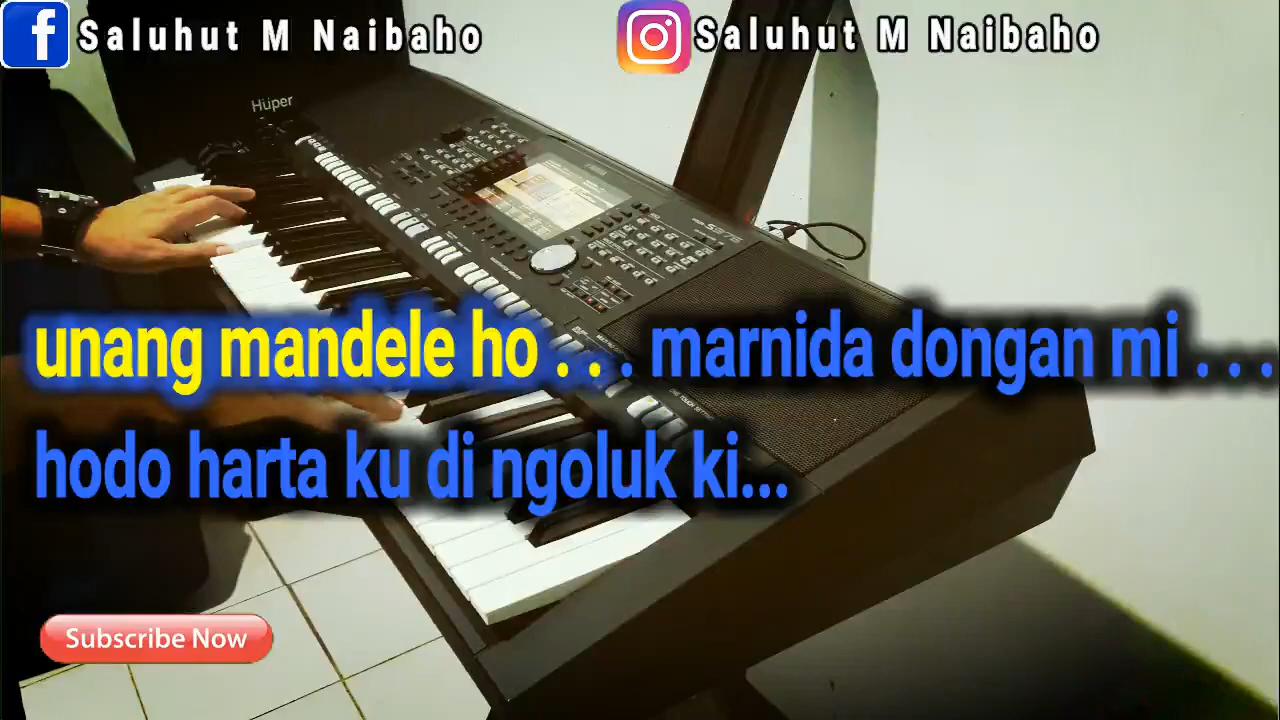 Saluhut M Naibaho
Saluhut M Naibaho
Hüper
unang mandele ho . . . marnida dongan mi . . .
hodo harta ku di ngoluk ki...
Subscribe Now